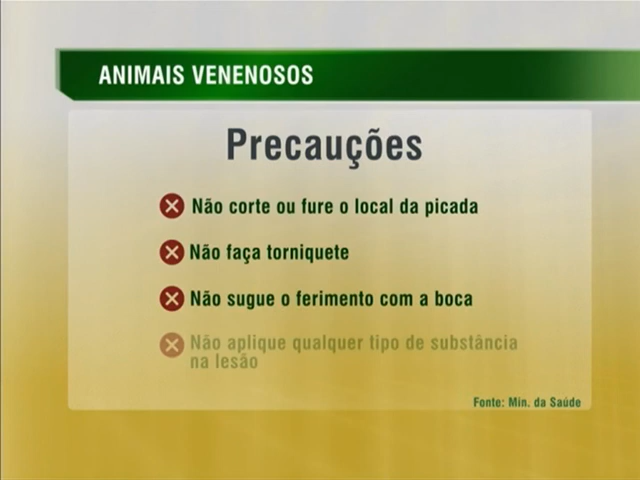 ANIMAIS VENENOSOS
Precauções
Não corte ou fure o local da picada
Não faça torniquete
Não sugue o ferimento com a boca
Não aplique qualquer tipo de substância
na lesão
Fonte: Min. da Saúde